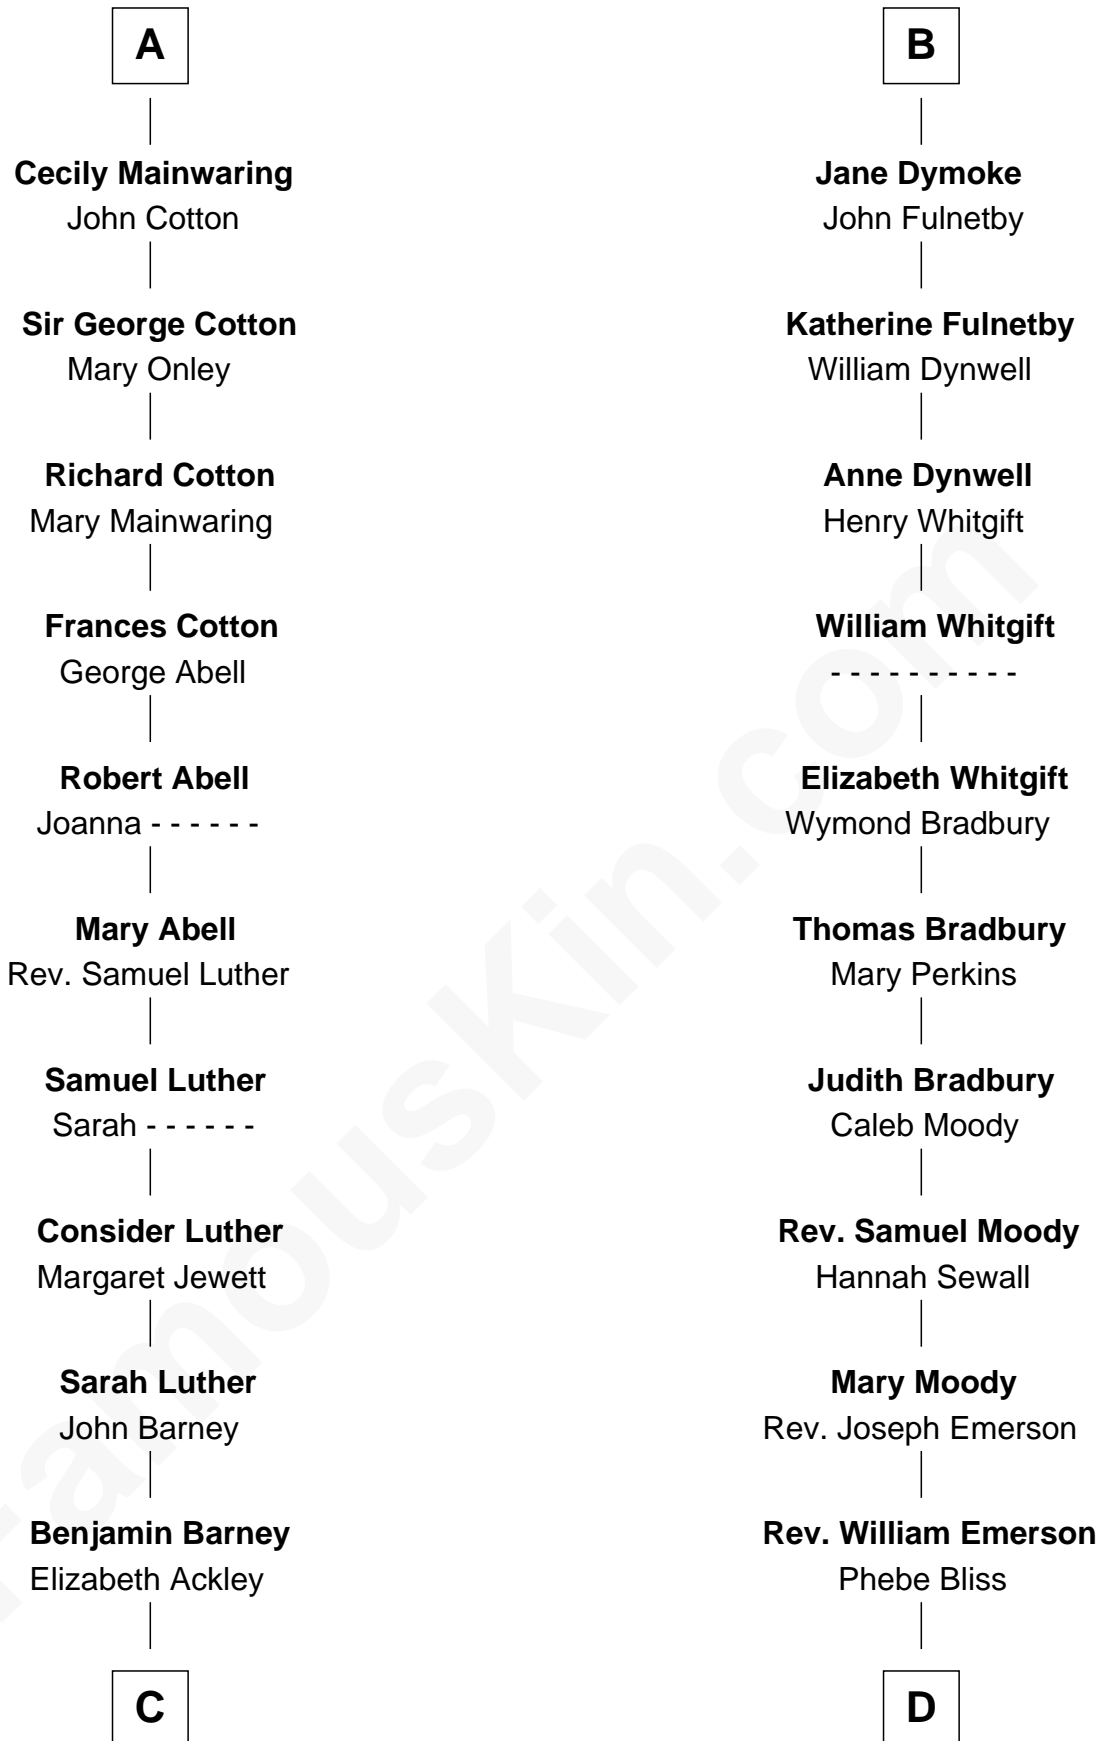 A
Cecily Mainwaring
John Cotton
Sir George Cotton
Mary Onley
Richard Cotton
Mary Mainwaring
Frances Cotton
George Abell
Robert Abell
Joanna - - - - - -
Mary Abell
Rev. Samuel Luther
Samuel Luther
Sarah - - - - - -
Consider Luther
Margaret Jewett
Sarah Luther
John Barney
Benjamin Barney
Elizabeth Ackley
C
B
Jane Dymoke
John Fulnetby
Katherine Fulnetby
William Dynwell
Anne Dynwell
Henry Whitgift
William Whitgift
- - - - - - - - - -
Elizabeth Whitgift
Wymond Bradbury
Thomas Bradbury
Mary Perkins
Judith Bradbury
Caleb Moody
Rev. Samuel Moody
Hannah Sewall
Mary Moody
Rev. Joseph Emerson
Rev. William Emerson
Phebe Bliss
D
FamousKin.com